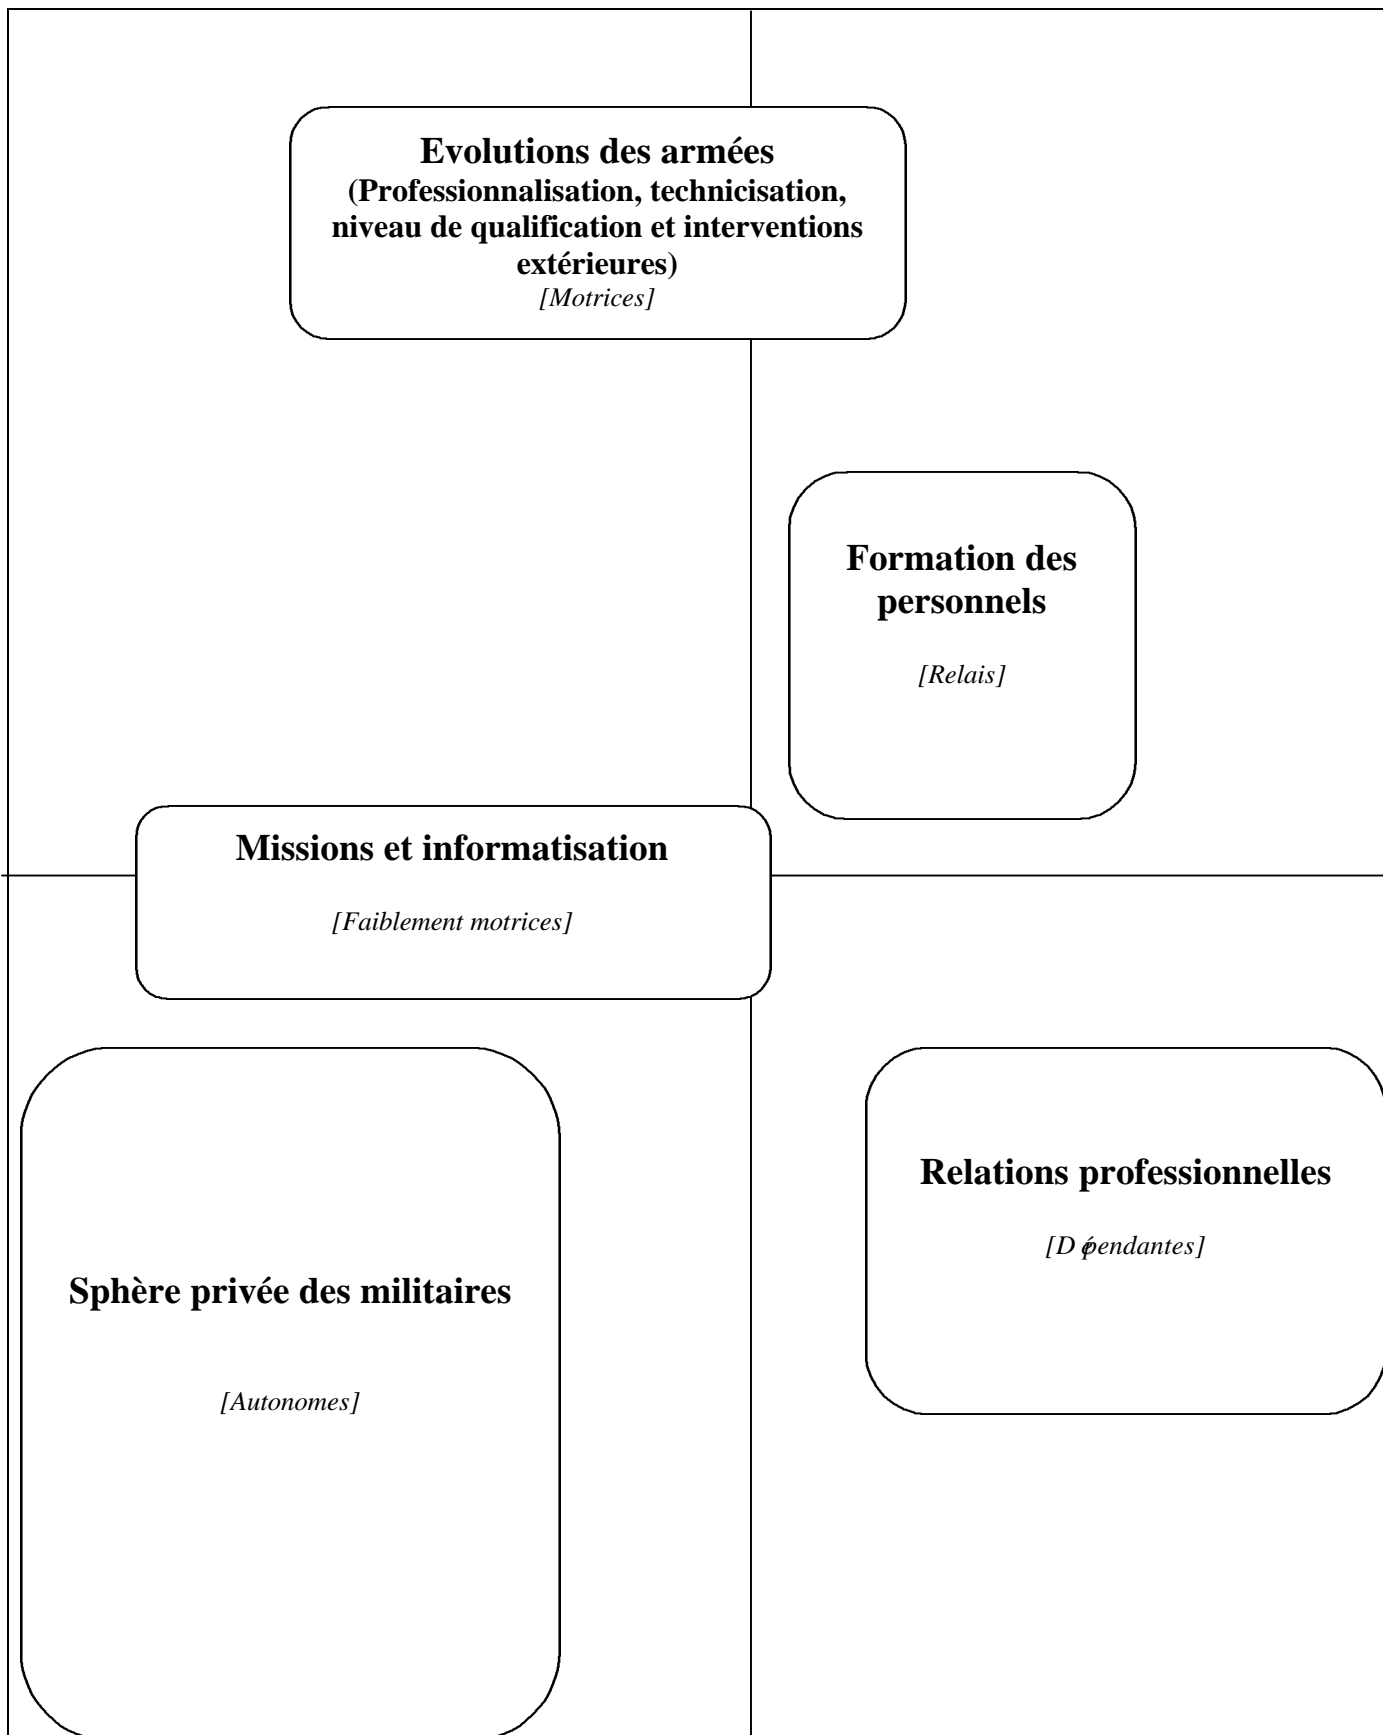 Evolutions des armées
(Professionnalisation, technicisation,
niveau de qualification et interventions
extérieures)
[Motrices]
Formation des
personnels
[Relais]
Missions et informatisation
[Faiblement motrices]
Relations professionnelles
[Dépendantes]
Sphère privée des militaires
[Autonomes]